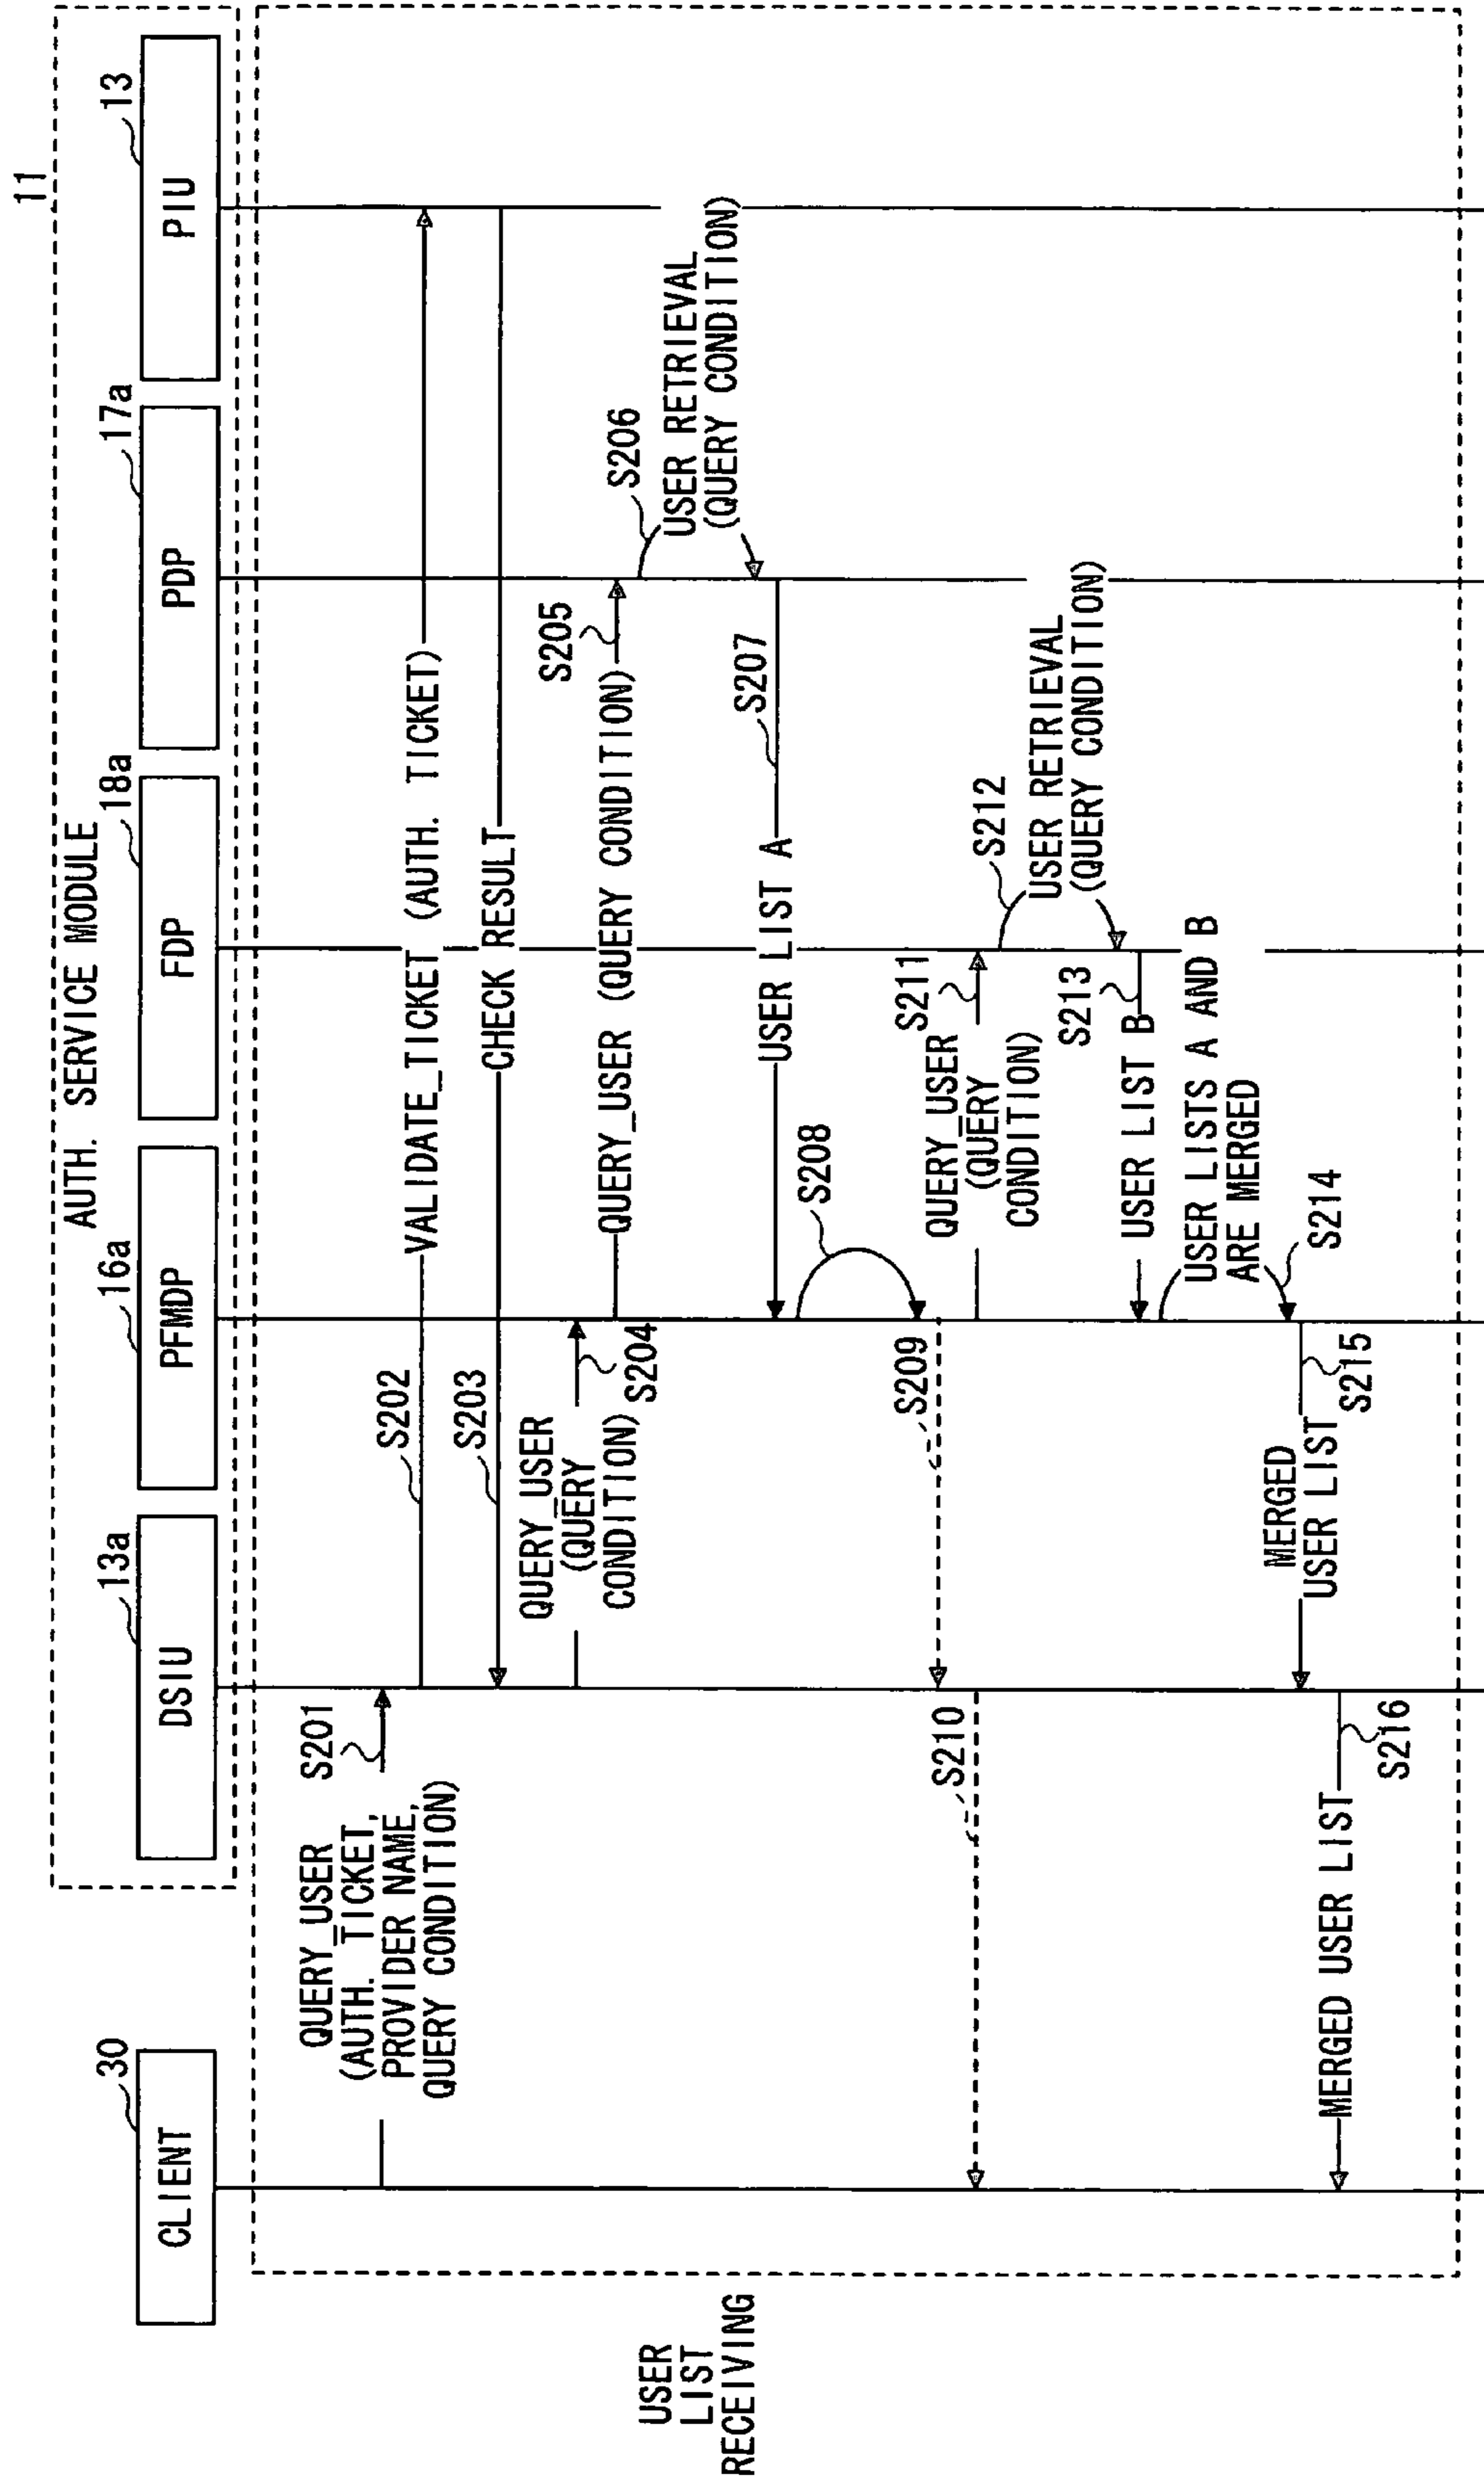 11
AUTH. SERVICE MODULE
30
13a
16a
18a
17a
13
CLIENT
DSIU
PFMDP
FDP
PDP
PIU
USER
LIST
RECEIVING
QUERY_USER
(AUTH. TICKET,
PROVIDER NAME,
QUERY CONDITION)
S201
S202
VALIDATE_TICKET (AUTH. TICKET)
S203
CHECK RESULT
QUERY_USER
(QUERY
CONDITION)
S204
QUERY_USER (QUERY CONDITION)
S205
S206
USER RETRIEVAL
(QUERY CONDITION)
USER LIST A
S207
S208
S209
S210
QUERY_USER
(QUERY
CONDITION)
S211
S212
USER RETRIEVAL
(QUERY CONDITION)
USER LIST B
S213
USER LISTS A AND B
ARE MERGED
S214
MERGED
USER LIST
S215
MERGED USER LIST
S216